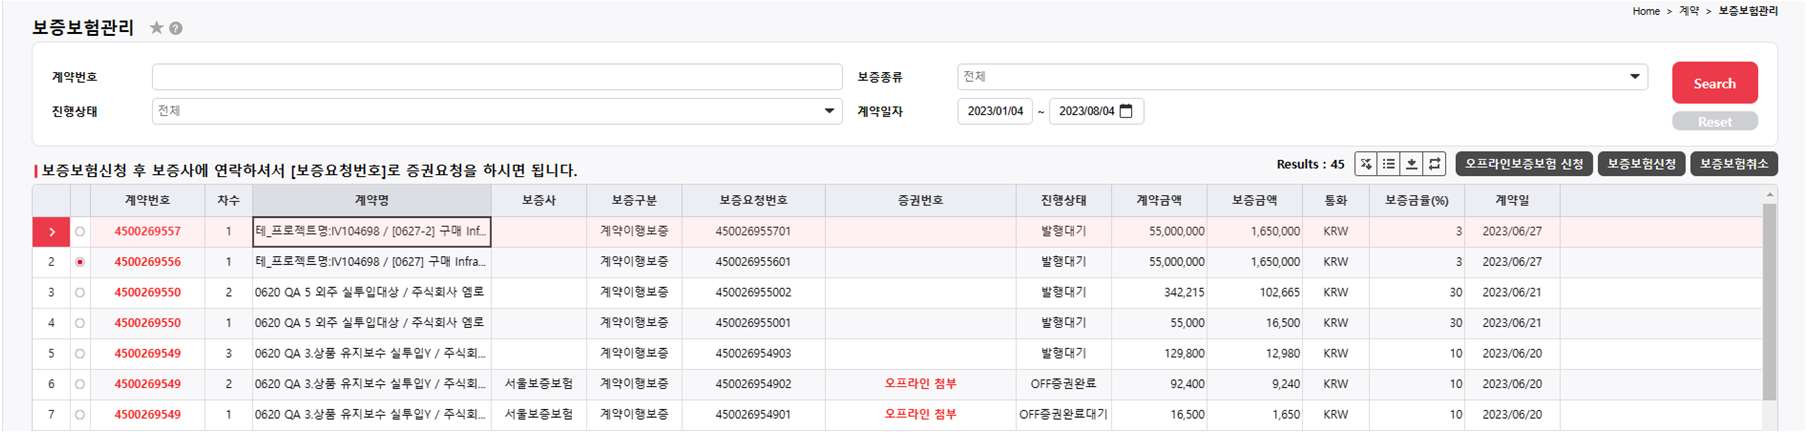 Home > 계약 > 보증보험관리
보증보험관리
계약번호 보증종류 전체 Search
진행상태 전체 계약일자 2023/01/04 ~ 2023/08/04 Reset
보증보험신청 후 보증사에 연락하셔서 [보증요청번호]로 증권요청을 하시면 됩니다. Results : 45 오프라인보증보험 신청 보증보험신청 보증보험취소
계약번호 차수 계약명 보증사 보증구분 보증요청번호 증권번호 진행상태 계약금액 보증금액 통화 보증금율(%) 계약일
4500269557 1 테_프로젝트명:IV104698 / [0627-2] 구매 Inf... 계약이행보증 450026955701 발행대기 55,000,000 1,650,000 KRW 3 2023/06/27
2 4500269556 1 테_프로젝트명:IV104698 / [0627] 구매 Infra... 계약이행보증 450026955601 발행대기 55,000,000 1,650,000 KRW 3 2023/06/27
3 4500269550 2 0620 QA 5 외주 실투입대상 / 주식회사 엠로 계약이행보증 450026955002 발행대기 342,215 102,665 KRW 30 2023/06/21
4 4500269550 1 0620 QA 5 외주 실투입대상 / 주식회사 엠로 계약이행보증 450026955001 발행대기 55,000 16,500 KRW 30 2023/06/21
5 4500269549 3 0620 QA 3.상품 유지보수 실투입Y / 주식회... 계약이행보증 450026954903 발행대기 129,800 12,980 KRW 10 2023/06/20
6 4500269549 2 0620 QA 3.상품 유지보수 실투입Y / 주식회... 서울보증보험 계약이행보증 450026954902 오프라인 첨부 OFF증권완료 92,400 9,240 KRW 10 2023/06/20
7 4500269549 1 0620 QA 3.상품 유지보수 실투입Y / 주식회... 서울보증보험 계약이행보증 450026954901 오프라인 첨부 OFF증권완료대기 16,500 1,650 KRW 10 2023/06/20